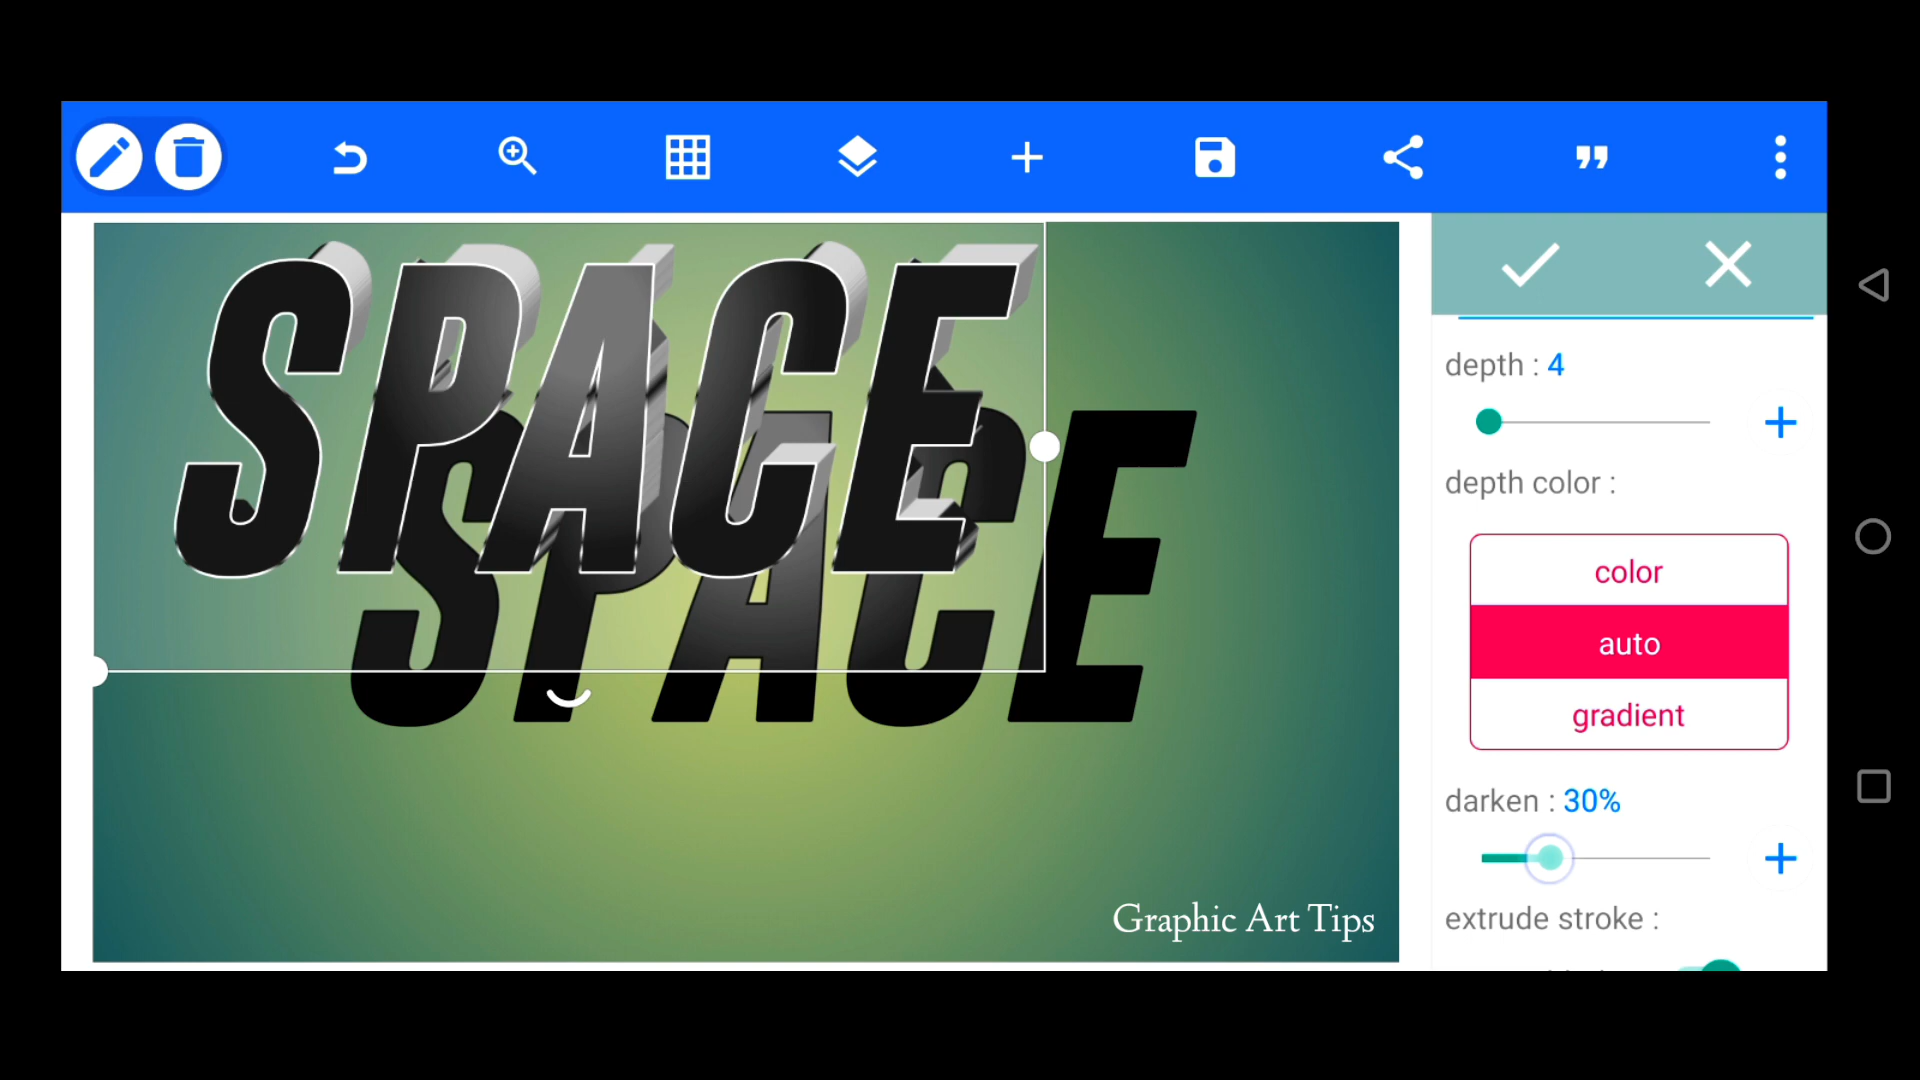 SPACE
SPACE
Graphic Art Tips
depth : 4
depth color :
color
auto
gradient
darken : 30%
extrude stroke :